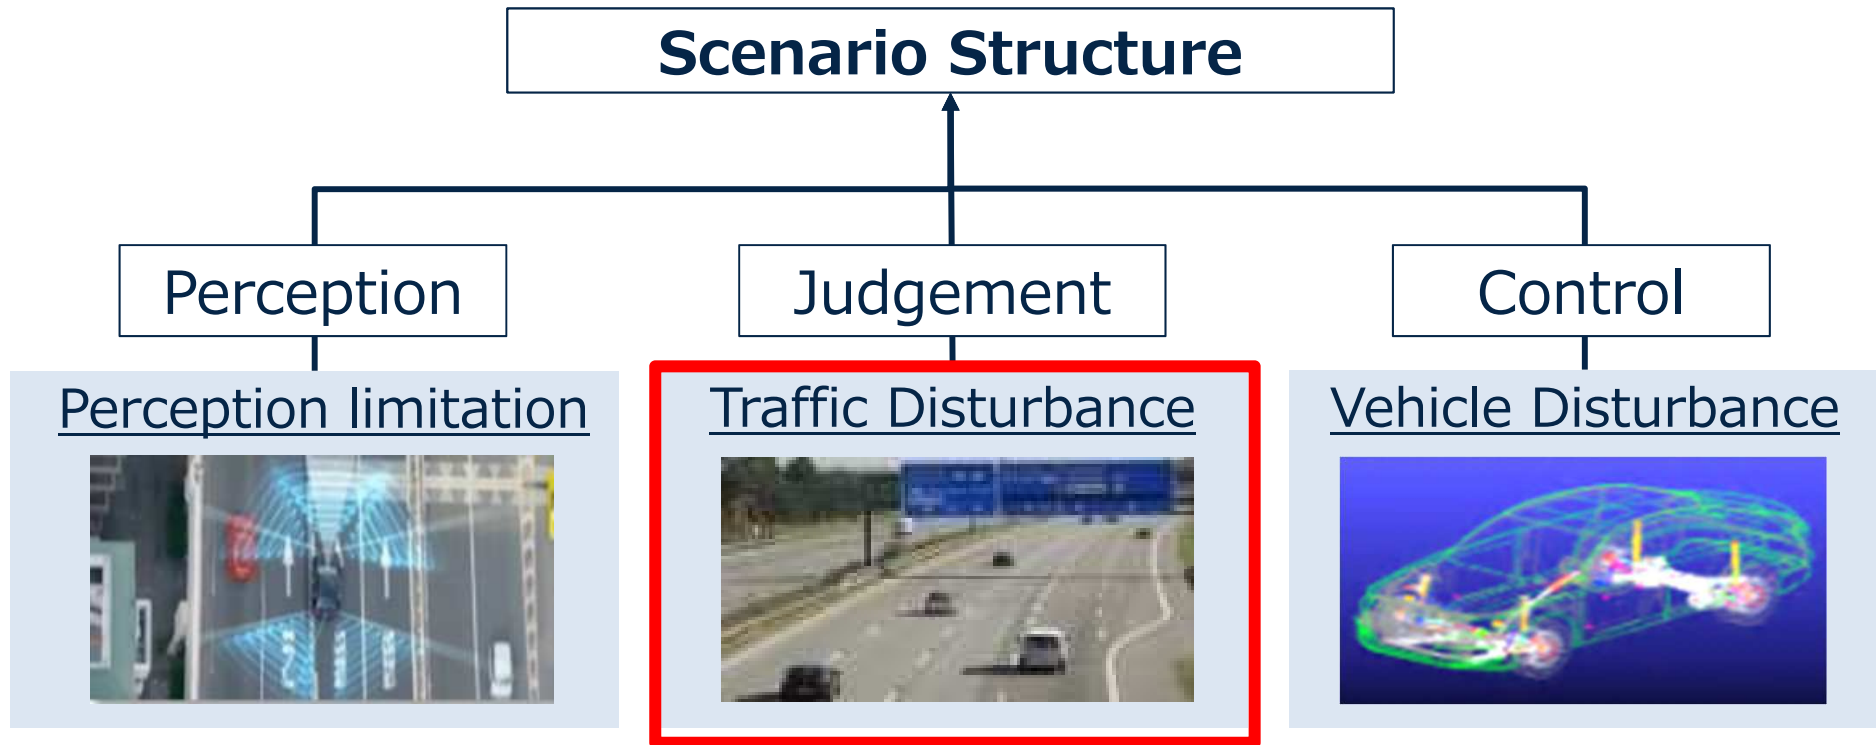 Scenario Structure
Perception
Judgement
Control
Perception limitation
Traffic Disturbance
Vehicle Disturbance